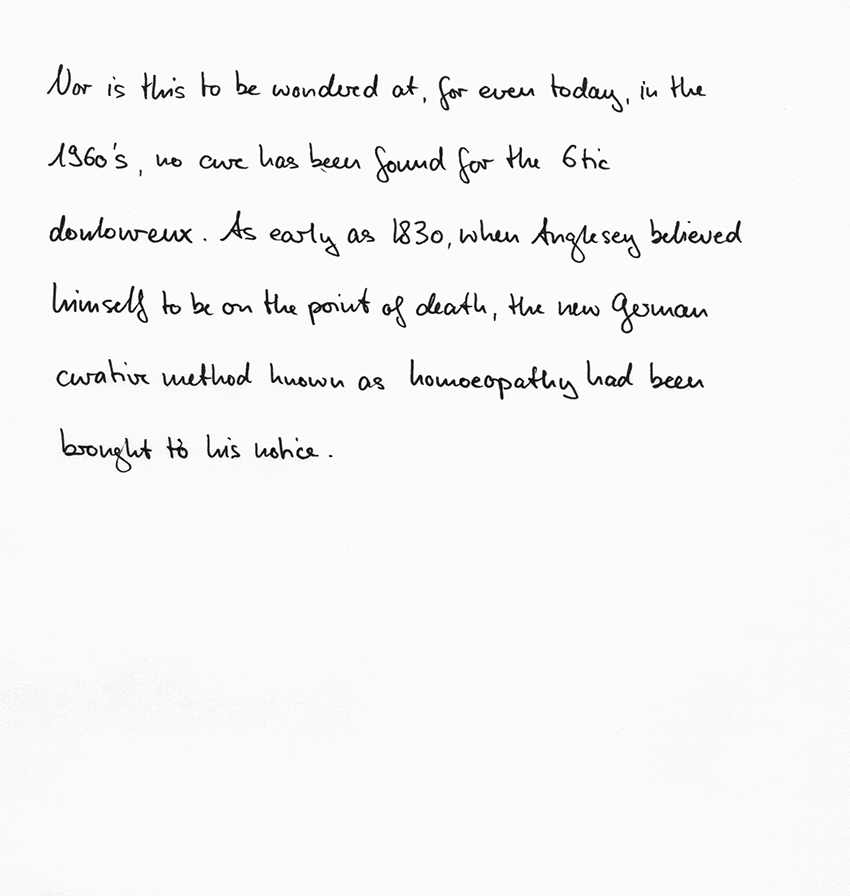 Nor is this to be wondered at, for even today, in the
1960's, no cure has been found for the 6tic
douloureux. As early as 1830, when Anglesey believed
himself to be on the point of death, the new German
curative method known as homoeopathy had been
brought to his notice.